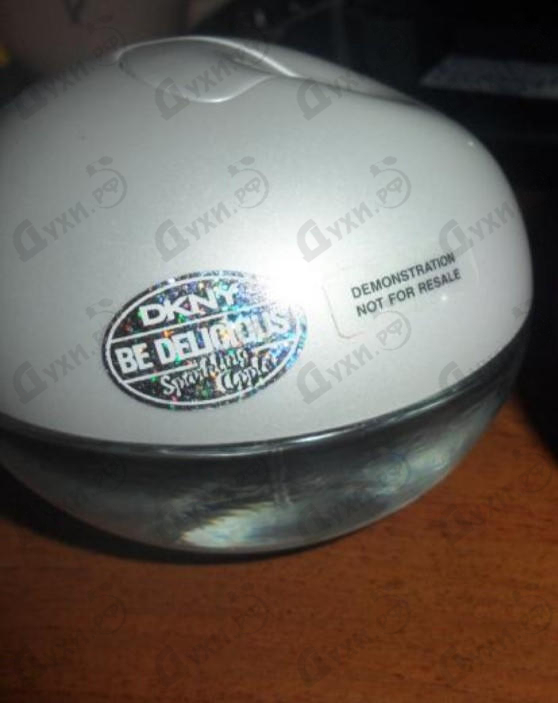 DKNY
BE DELICIOUS
Sparkling
Apple
DEMONSTRATION
NOT FOR RESALE
Духи.рф